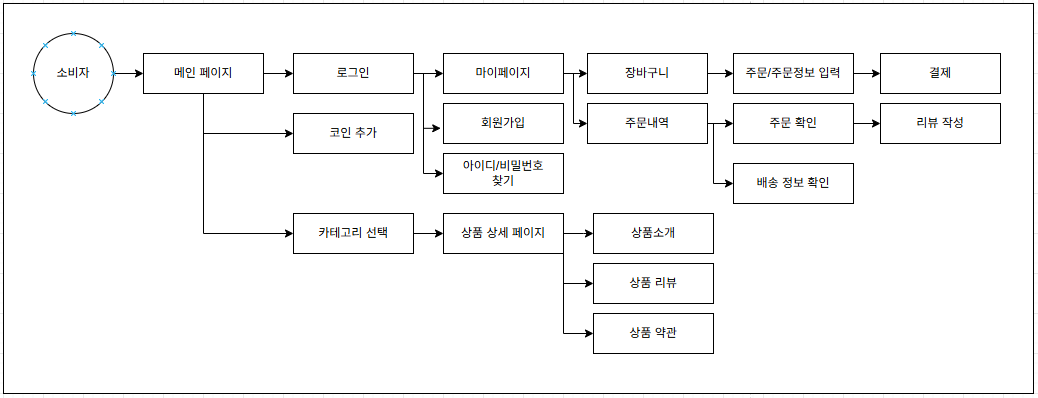 소비자
메인 페이지
로그인
마이페이지
장바구니
주문/주문정보 입력
결제
코인 추가
회원가입
주문내역
주문 확인
리뷰 작성
아이디/비밀번호
찾기
배송 정보 확인
카테고리 선택
상품 상세 페이지
상품소개
상품 리뷰
상품 약관